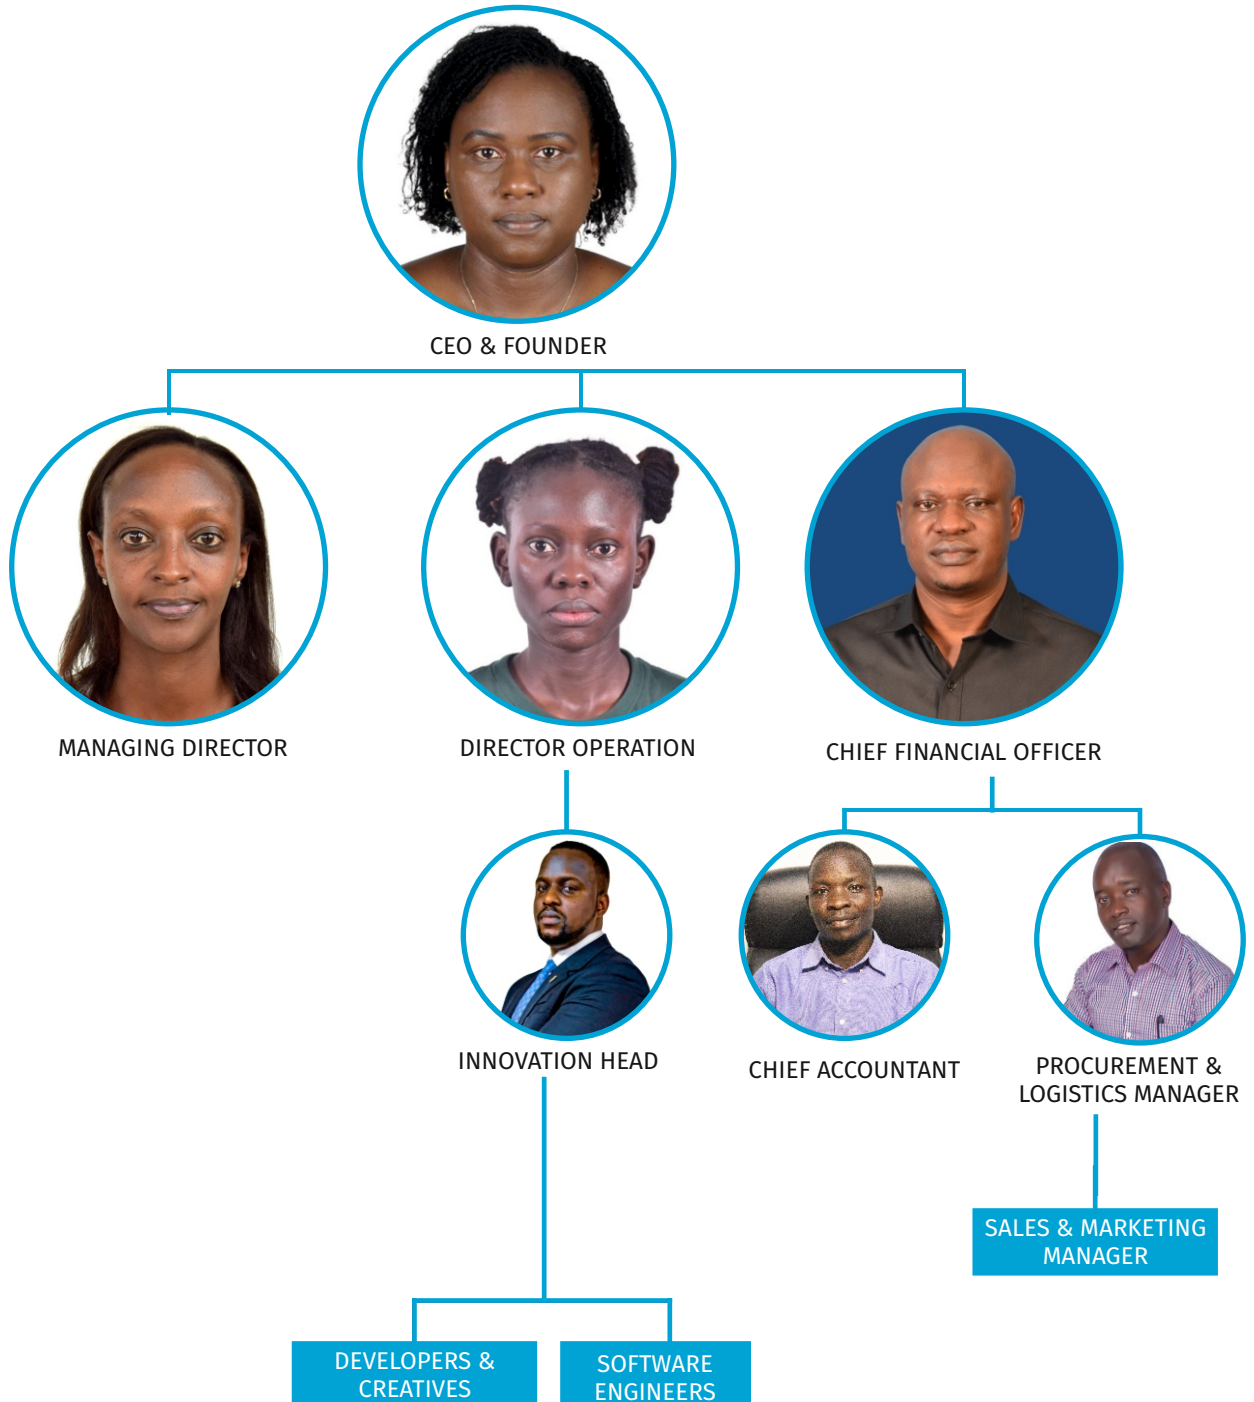 CEO & FOUNDER
MANAGING DIRECTOR
DIRECTOR OPERATION
CHIEF FINANCIAL OFFICER
INNOVATION HEAD
CHIEF ACCOUNTANT
PROCUREMENT &
LOGISTICS MANAGER
SALES & MARKETING
MANAGER
DEVELOPERS &
CREATIVES
SOFTWARE
ENGINEERS